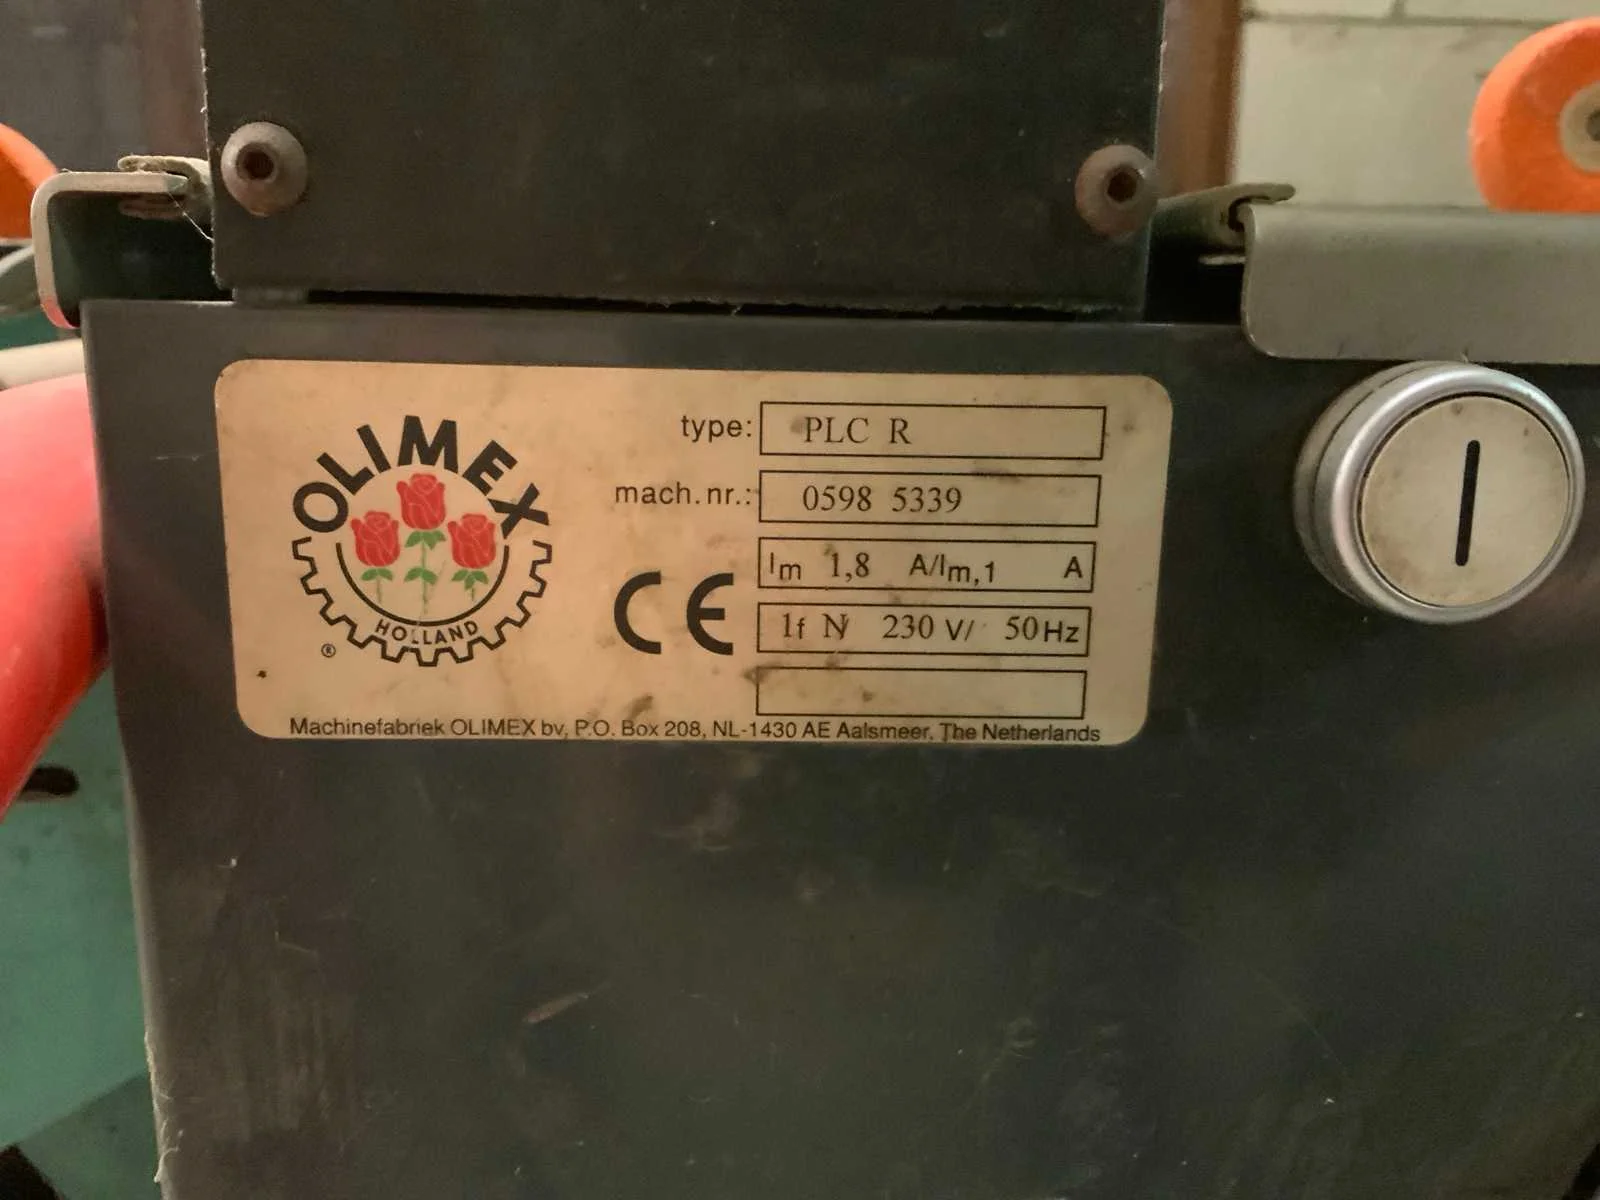 OLIMEX
HOLLAND
®
type: PLC R
mach.nr.: 0598 5339
Im 1,8 A/Im,1 A
CE
1f N 230 V/ 50Hz
Machinefabriek OLIMEX bv, P.O. Box 208, NL-1430 AE Aalsmeer, The Netherlands